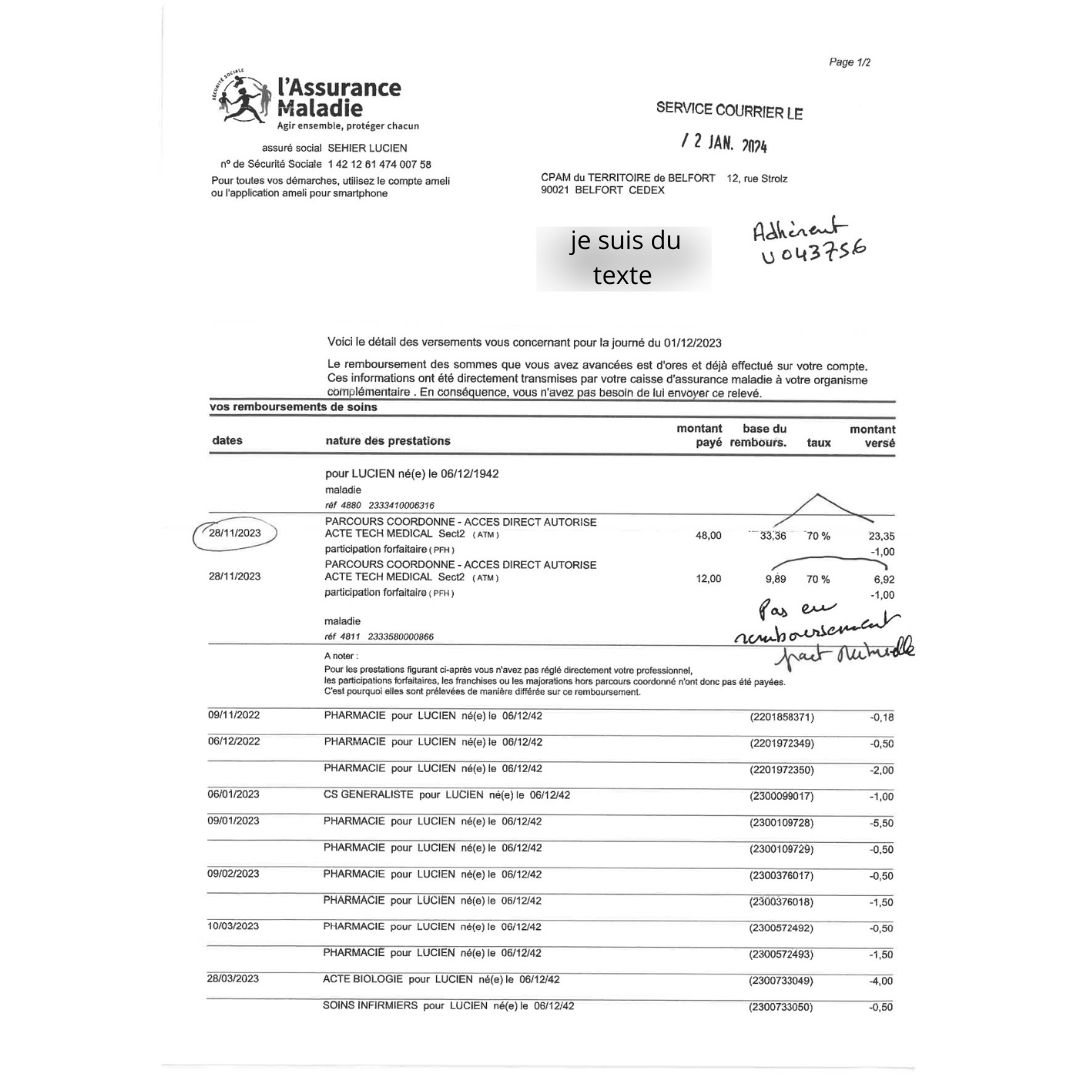 Page 1/2
SÉCURITÉ SOCIALE
l'Assurance
Maladie
Agir ensemble, protéger chacun
SERVICE COURRIER LE
12 JAN. 2024
assuré social SEHIER LUCIEN
nº de Sécurité Sociale 1 42 12 61 474 007 58
Pour toutes vos démarches, utilisez le compte ameli
ou l'application ameli pour smartphone
CPAM du TERRITOIRE de BELFORT 12, rue Strolz
90021 BELFORT CEDEX
je suis du
texte
Adhérent
U043756
Voici le détail des versements vous concernant pour la journé du 01/12/2023
Le remboursement des sommes que vous avez avancées est d'ores et déjà effectué sur votre compte.
Ces informations ont été directement transmises par votre caisse d'assurance maladie à votre organisme
complémentaire . En conséquence, vous n'avez pas besoin de lui envoyer ce relevé.
vos remboursements de soins
dates nature des prestations montant payé base du rembours. taux montant versé
pour LUCIEN né(e) le 06/12/1942
maladie
réf 4880 2333410006316
PARCOURS COORDONNE - ACCES DIRECT AUTORISE
28/11/2023 ACTE TECH MEDICAL Sect2 (ATM) 48,00 33,36 70 % 23,35
participation forfaitaire (PFH) -1,00
PARCOURS COORDONNE - ACCES DIRECT AUTORISE
28/11/2023 ACTE TECH MEDICAL Sect2 (ATM) 12,00 9,89 70 % 6,92
participation forfaitaire (PFH) -1,00
Pas eu
remboursement
part Mutuelle
maladie
réf 4811 2333580000866
A noter :
Pour les prestations figurant ci-après vous n'avez pas réglé directement votre professionnel,
les participations forfaitaires, les franchises ou les majorations hors parcours coordonné n'ont donc pas été payées.
C'est pourquoi elles sont prélevées de manière différée sur ce remboursement.
09/11/2022 PHARMACIE pour LUCIEN né(e) le 06/12/42 (2201858371) -0,18
06/12/2022 PHARMACIE pour LUCIEN né(e) le 06/12/42 (2201972349) -0,50
PHARMACIE pour LUCIEN né(e) le 06/12/42 (2201972350) -2,00
06/01/2023 CS GENERALISTE pour LUCIEN né(e) le 06/12/42 (2300099017) -1,00
09/01/2023 PHARMACIE pour LUCIEN né(e) le 06/12/42 (2300109728) -5,50
PHARMACIE pour LUCIEN né(e) le 06/12/42 (2300109729) -0,50
09/02/2023 PHARMACIE pour LUCIEN né(e) le 06/12/42 (2300376017) -0,50
PHARMACIE pour LUCIEN né(e) le 06/12/42 (2300376018) -1,50
10/03/2023 PHARMACIE pour LUCIEN né(e) le 06/12/42 (2300572492) -0,50
PHARMACIE pour LUCIEN né(e) le 06/12/42 (2300572493) -1,50
28/03/2023 ACTE BIOLOGIE pour LUCIEN né(e) le 06/12/42 (2300733049) -4,00
SOINS INFIRMIERS pour LUCIEN né(e) le 06/12/42 (2300733050) -0,50